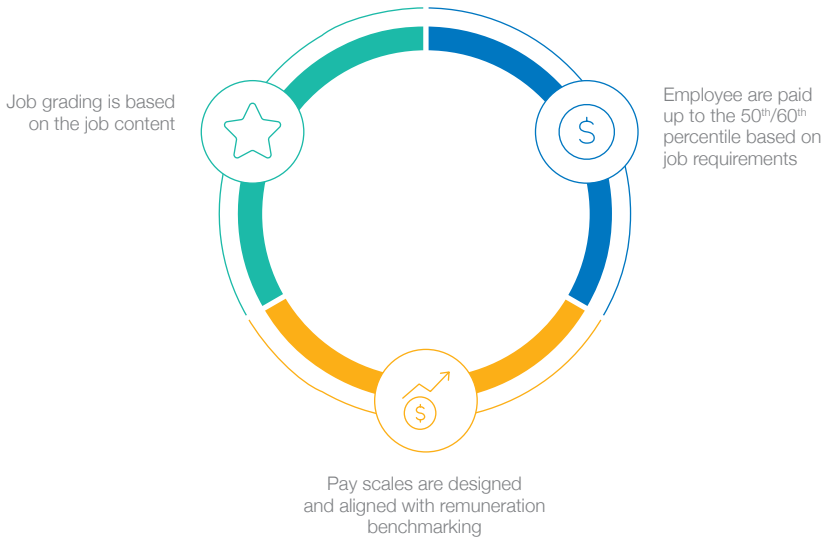 Job grading is based
on the job content
Employee are paid
up to the 50th/60th
percentile based on
job requirements
$
$
Pay scales are designed
and aligned with remuneration
benchmarking